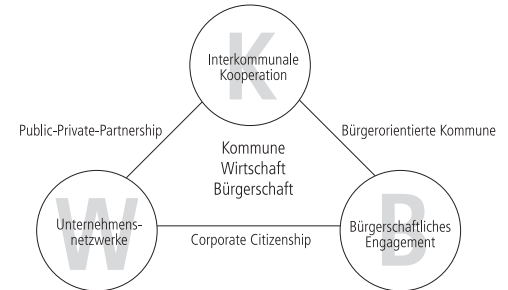 K
Interkommunale
Kooperation
Public-Private-Partnership
Bürgerorientierte Kommune
Kommune
Wirtschaft
Bürgerschaft
W
Unternehmens-
netzwerke
Corporate Citizenship
B
Bürgerschaftliches
Engagement